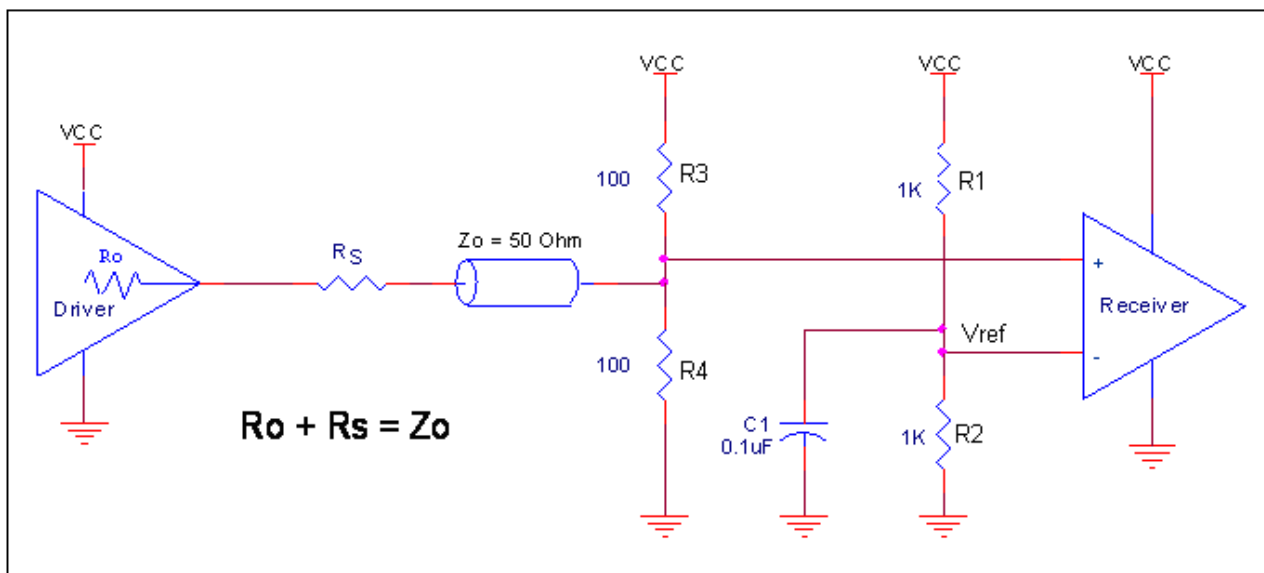 VCC
VCC
VCC
VCC
100
R3
1K
R1
Zo = 50 Ohm
RS
Ro
Driver
+
Receiver
Vref
-
100
R4
Ro + Rs = Zo
C1
0.1uF
1K
R2